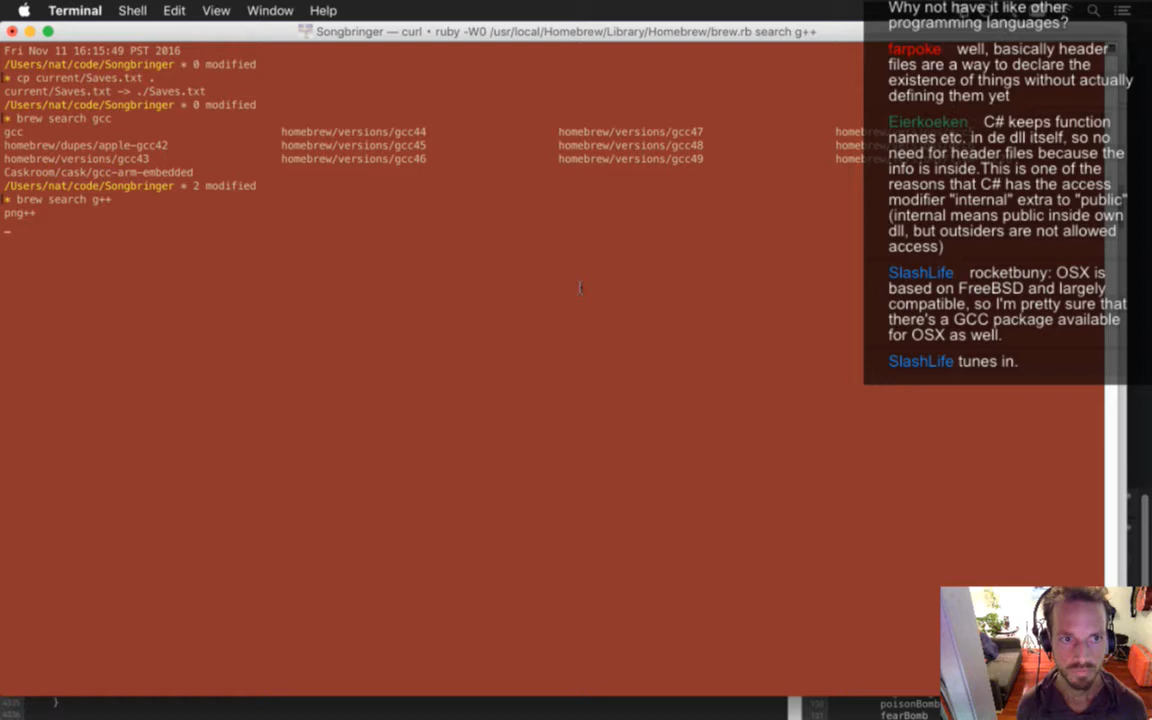 Terminal Shell Edit View Window Help
Songbringer — curl • ruby -W0 /usr/local/Homebrew/Library/Homebrew/brew.rb search g++
Fri Nov 11 16:15:49 PST 2016
/Users/nat/code/Songbringer * 0 modified
* cp current/Saves.txt .
current/Saves.txt -> ./Saves.txt
/Users/nat/code/Songbringer * 0 modified
* brew search gcc
gcc homebrew/versions/gcc44 homebrew/versions/gcc47
homebrew/dupes/apple-gcc42 homebrew/versions/gcc45 homebrew/versions/gcc48
homebrew/versions/gcc43 homebrew/versions/gcc46 homebrew/versions/gcc49
Caskroom/cask/gcc-arm-embedded
/Users/nat/code/Songbringer * 2 modified
* brew search g++
png++
Why not have it like other
programming languages?
farpoke well, basically header
files are a way to declare the
existence of things without actually
defining them yet
Eierkoeken C# keeps function
names etc. in de dll itself, so no
need for header files because the
info is inside.This is one of the
reasons that C# has the access
modifier "internal" extra to "public"
(internal means public inside own
dll, but outsiders are not allowed
access)
SlashLife rocketbuny: OSX is
based on FreeBSD and largely
compatible, so I'm pretty sure that
there's a GCC package available
for OSX as well.
SlashLife tunes in.
4335 }
4336
poisonBomb
fearBomb